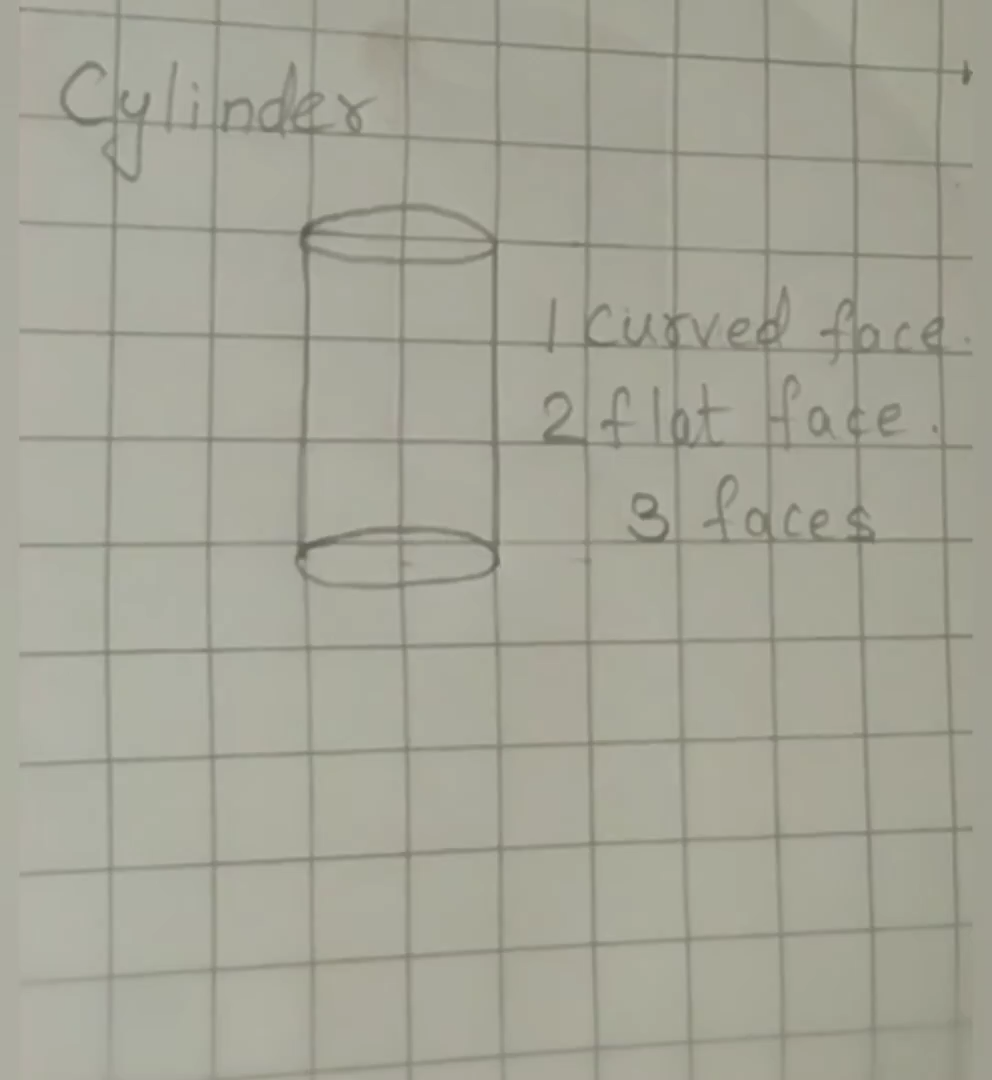 Cylinder
1 curved face.
2 flat face.
3 faces